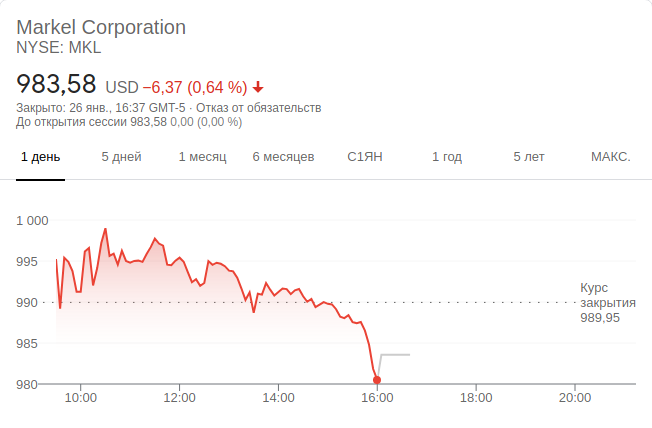 Markel Corporation
NYSE: MKL
983,58 USD −6,37 (0,64 %)
Закрыто: 26 янв., 16:37 GMT-5 · Отказ от обязательств
До открытия сессии 983,58 0,00 (0,00 %)
1 день 5 дней 1 месяц 6 месяцев С1ЯН 1 год 5 лет МАКС.
1 000
995
990
985
980
Курс
закрытия
989,95
10:00 12:00 14:00 16:00 18:00 20:00